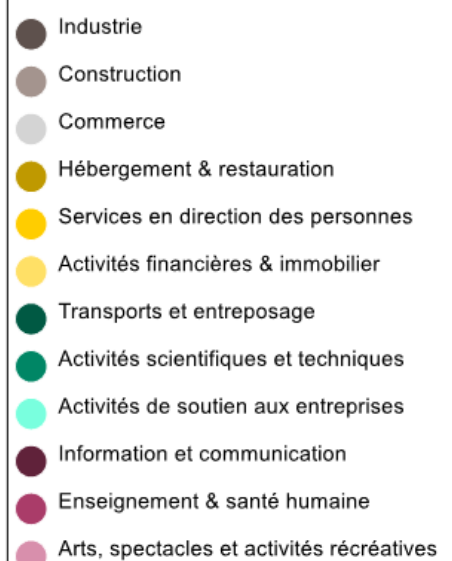 Industrie
Construction
Commerce
Hébergement & restauration
Services en direction des personnes
Activités financières & immobilier
Transports et entreposage
Activités scientifiques et techniques
Activités de soutien aux entreprises
Information et communication
Enseignement & santé humaine
Arts, spectacles et activités récréatives